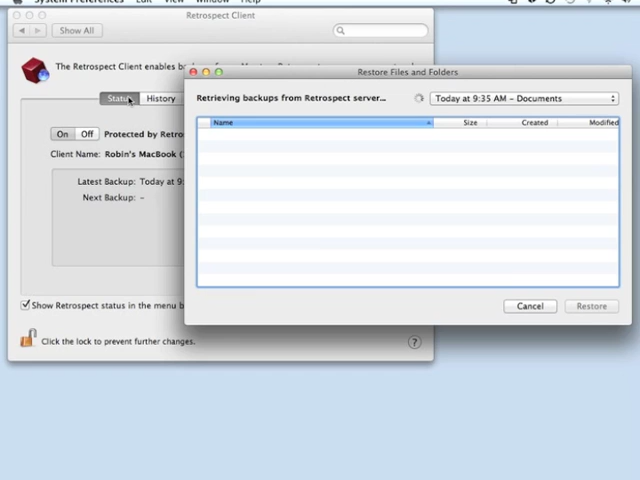 System Preferences Edit View Window Help
Retrospect Client
Show All
The Retrospect Client enables
Restore Files and Folders
Retrieving backups from Retrospect server...
Today at 9:35 AM – Documents
Status
History
Name
Size
Created
Modified
On
Off
Protected by Retro
Client Name: Robin's MacBook (
Latest Backup: Today at 9:
Next Backup: -
Show Retrospect status in the menu b
Cancel
Restore
Click the lock to prevent further changes.
?